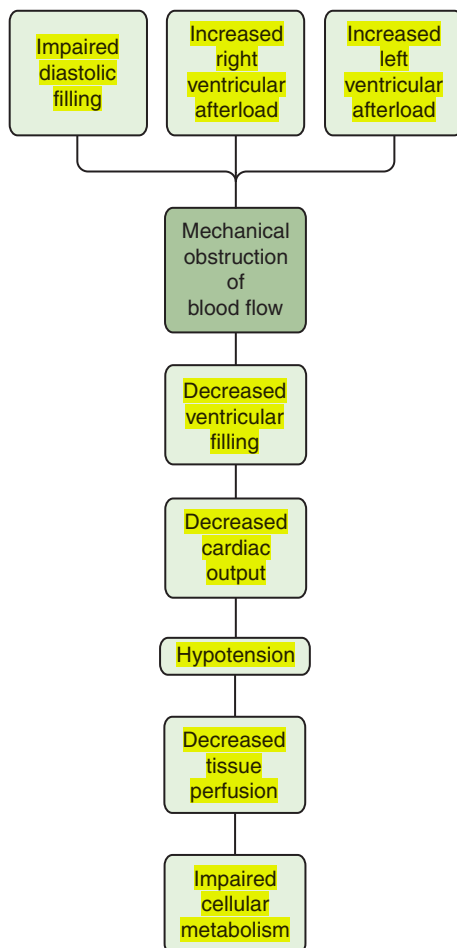 Impaired
diastolic
filling
Increased
right
ventricular
afterload
Increased
left
ventricular
afterload
Mechanical
obstruction
of
blood flow
Decreased
ventricular
filling
Decreased
cardiac
output
Hypotension
Decreased
tissue
perfusion
Impaired
cellular
metabolism